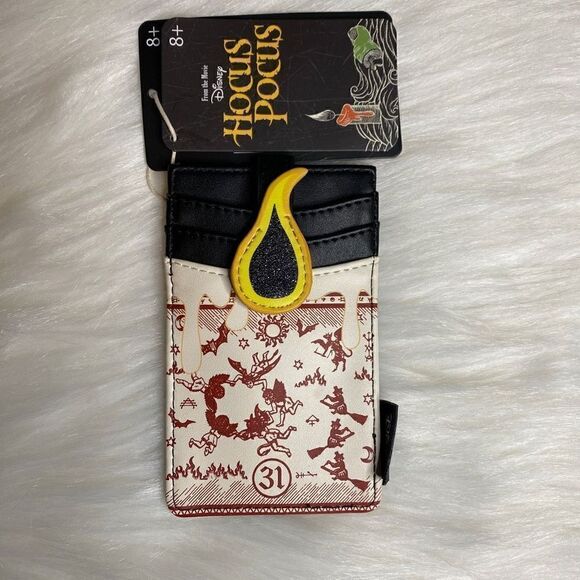 8+
8+
From the Movie
Disney
HOCUS
POCUS
31